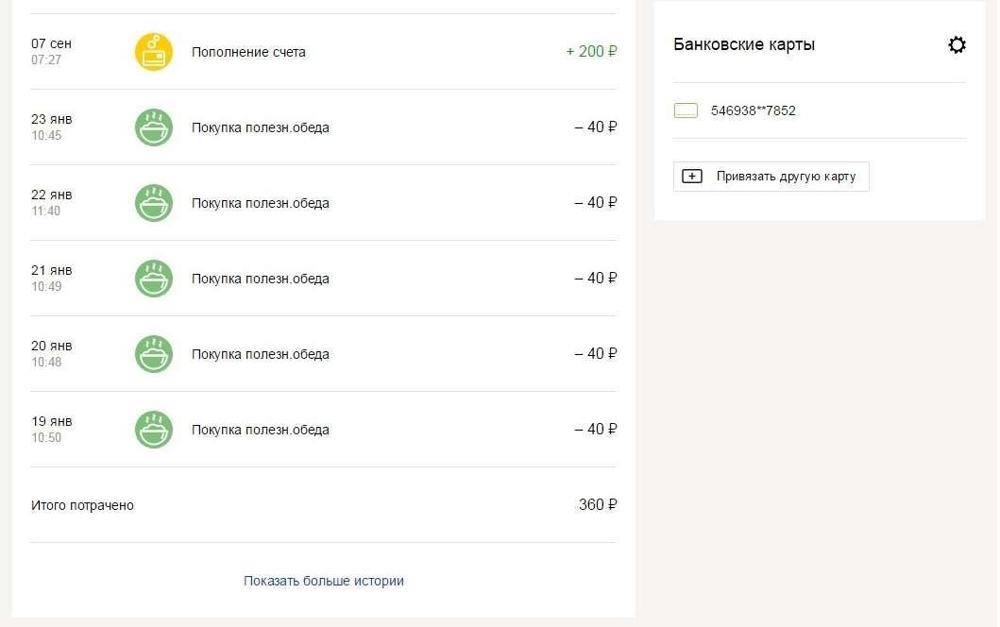 07 сен
07:27
Пополнение счета
+ 200 ₽
23 янв
10:45
Покупка полезн.обеда
– 40 ₽
22 янв
11:40
Покупка полезн.обеда
– 40 ₽
21 янв
10:49
Покупка полезн.обеда
– 40 ₽
20 янв
10:48
Покупка полезн.обеда
– 40 ₽
19 янв
10:50
Покупка полезн.обеда
– 40 ₽
Итого потрачено
360 ₽
Показать больше истории
Банковские карты
546938**7852
Привязать другую карту